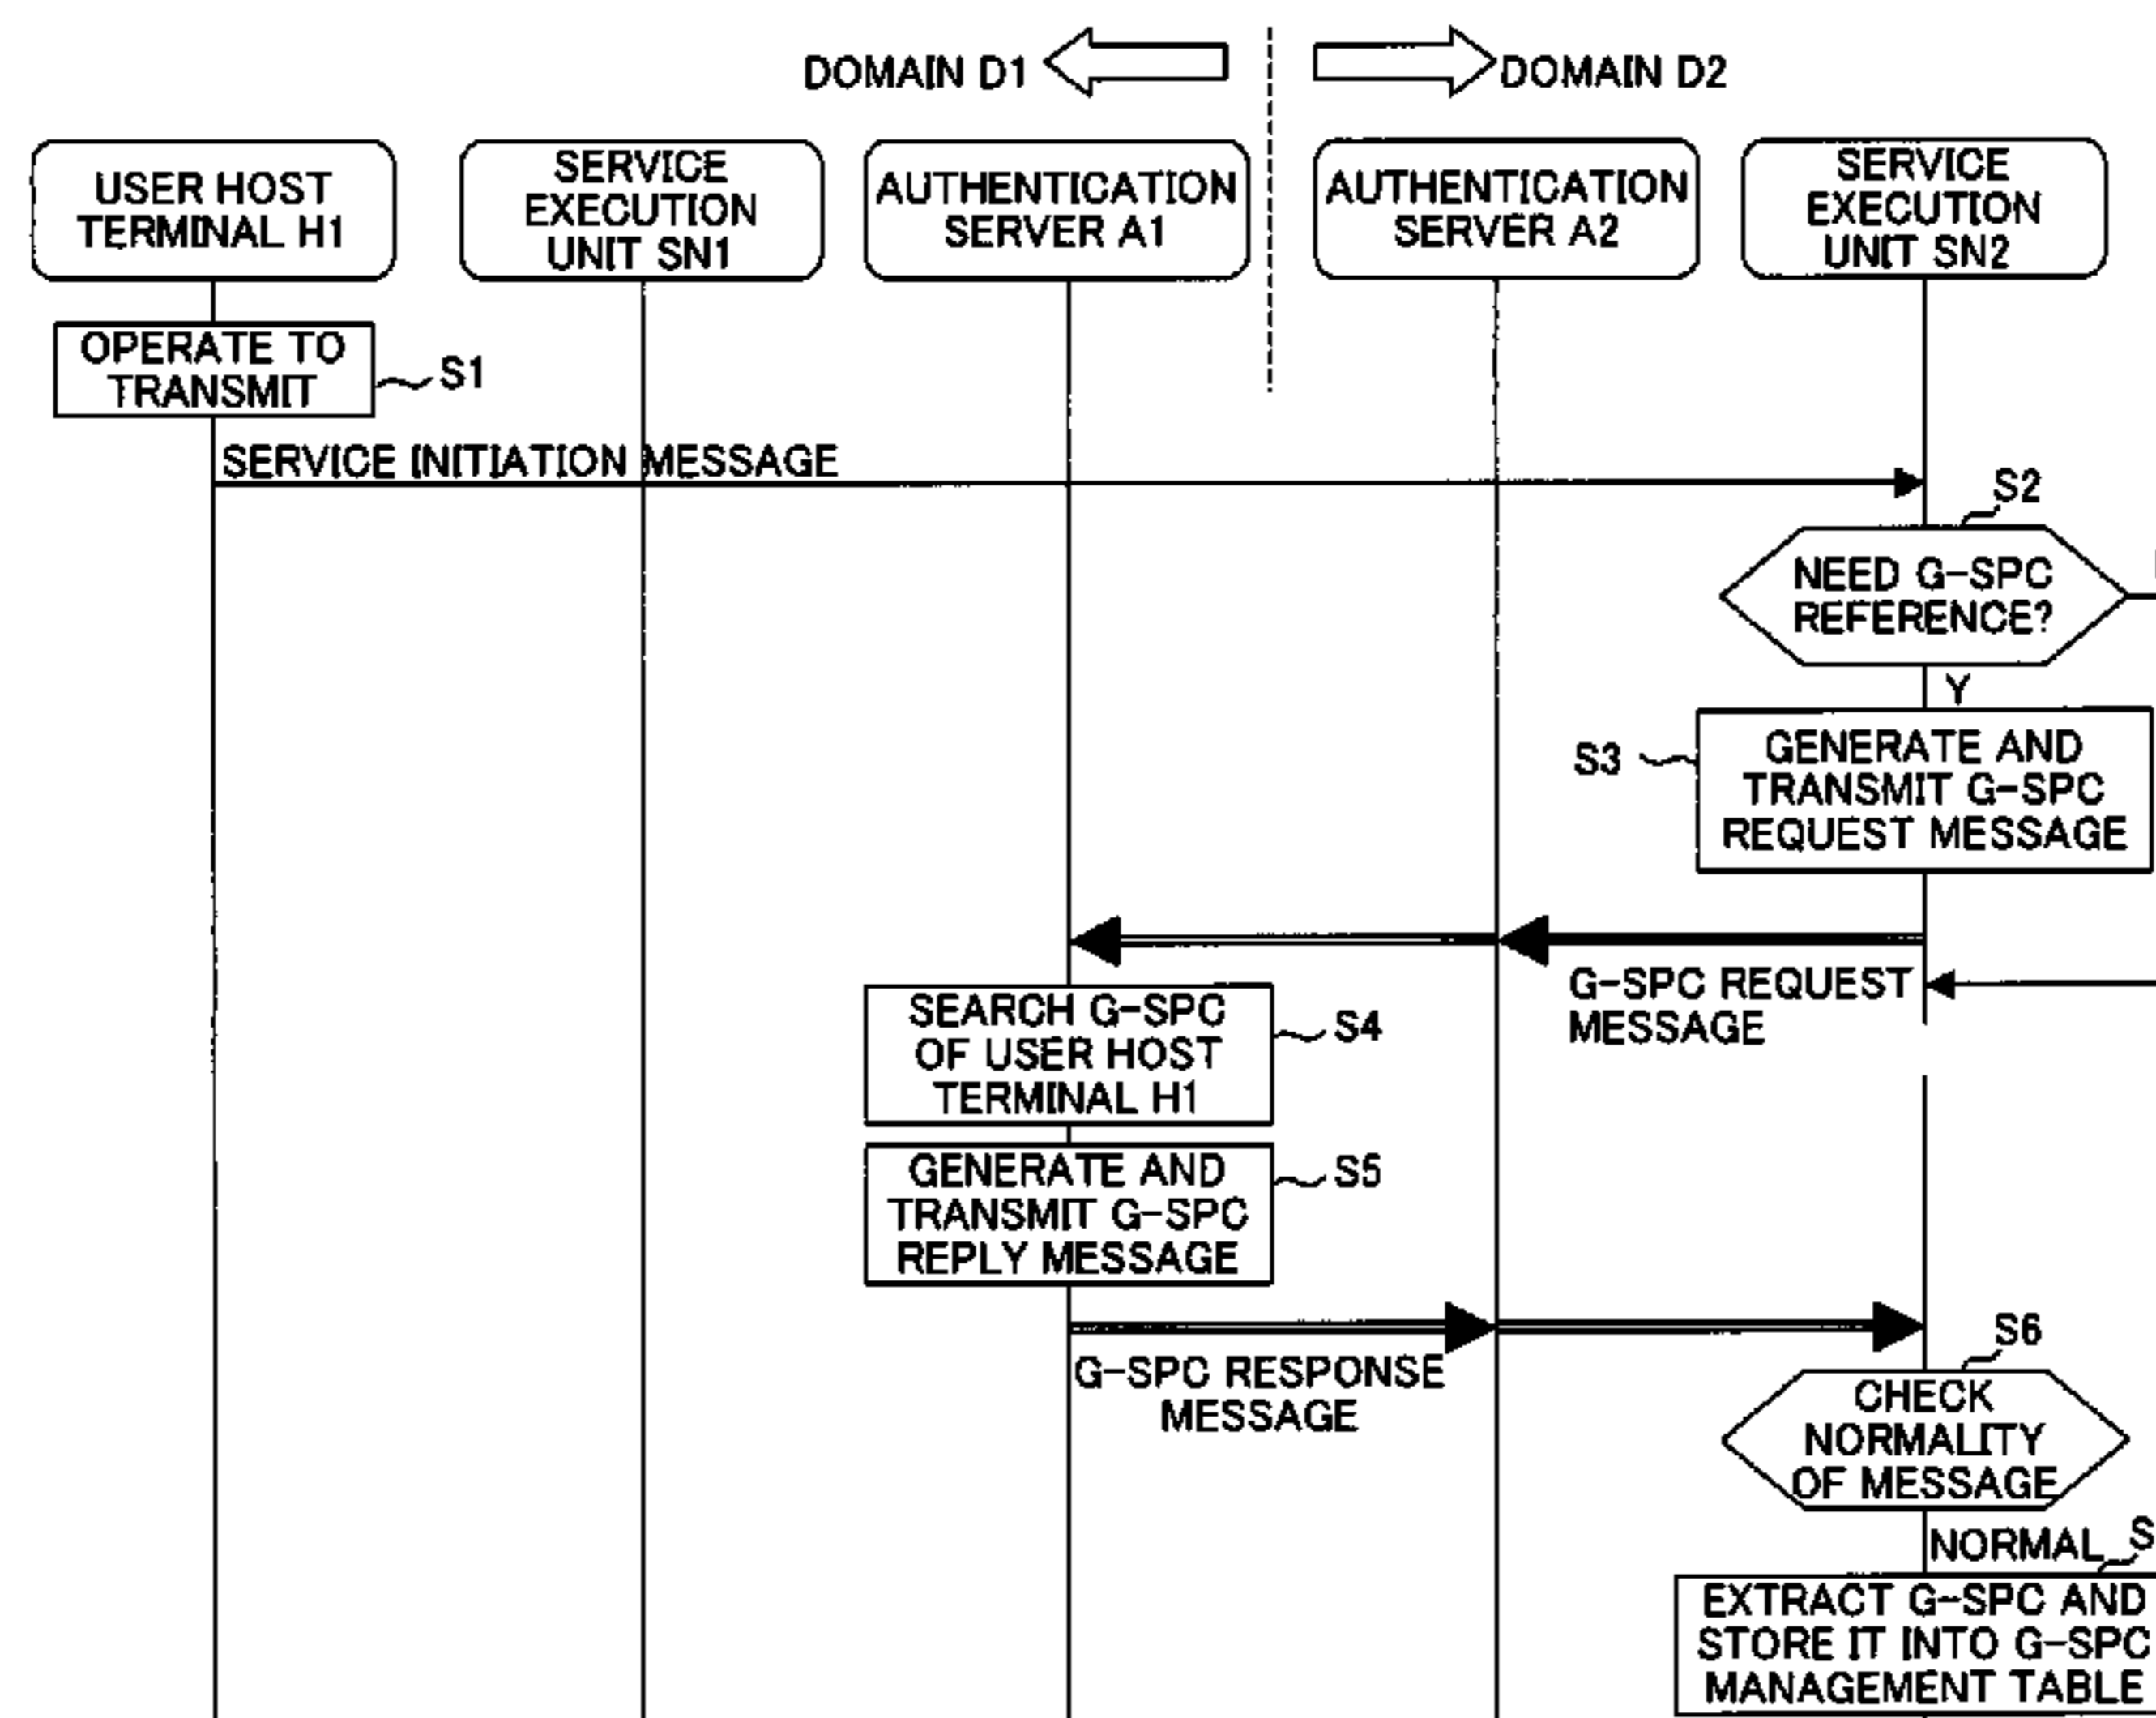 DOMAIN D1
DOMAIN D2
USER HOST
TERMINAL H1
SERVICE
EXECUTION
UNIT SN1
AUTHENTICATION
SERVER A1
AUTHENTICATION
SERVER A2
SERVICE
EXECUTION
UNIT SN2
OPERATE TO
TRANSMIT
S1
SERVICE INITIATION MESSAGE
S2
NEED G-SPC
REFERENCE?
Y
S3
GENERATE AND
TRANSMIT G-SPC
REQUEST MESSAGE
G-SPC REQUEST
MESSAGE
SEARCH G-SPC
OF USER HOST
TERMINAL H1
S4
GENERATE AND
TRANSMIT G-SPC
REPLY MESSAGE
S5
G-SPC RESPONSE
MESSAGE
S6
CHECK
NORMALITY
OF MESSAGE
NORMAL
S
EXTRACT G-SPC AND
STORE IT INTO G-SPC
MANAGEMENT TABLE